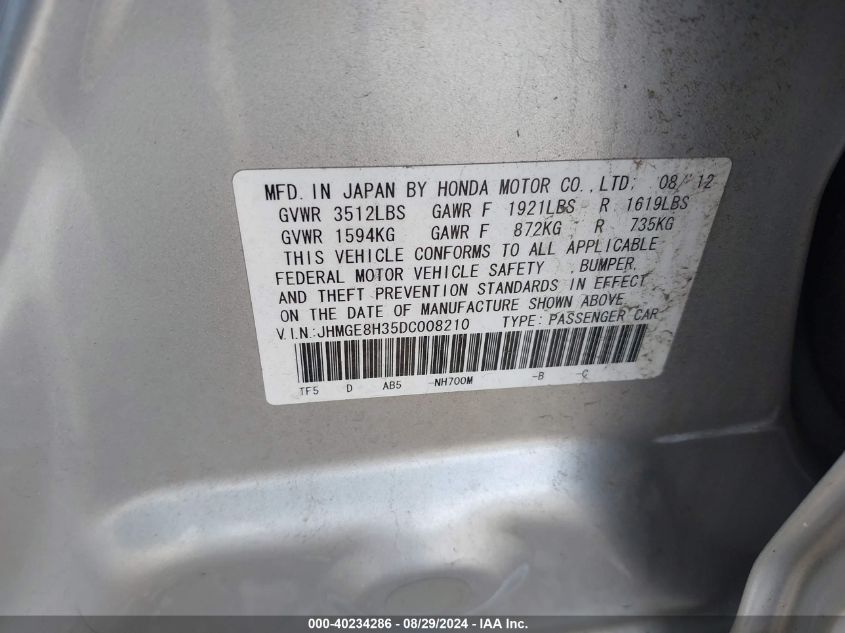 MFD. IN JAPAN BY HONDA MOTOR CO.,LTD. 08/12
GVWR 3512LBS GAWR F 1921LBS R 1619LBS
GVWR 1594KG GAWR F 872KG R 735KG
THIS VEHICLE CONFORMS TO ALL APPLICABLE
FEDERAL MOTOR VEHICLE SAFETY , BUMPER,
AND THEFT PREVENTION STANDARDS IN EFFECT
ON THE DATE OF MANUFACTURE SHOWN ABOVE
V.I.N:JHMGE8H35DC008210 TYPE: PASSENGER CAR
TF5 D AB5 -NH700M -B -C
000-40234286 - 08/29/2024 - IAA Inc.